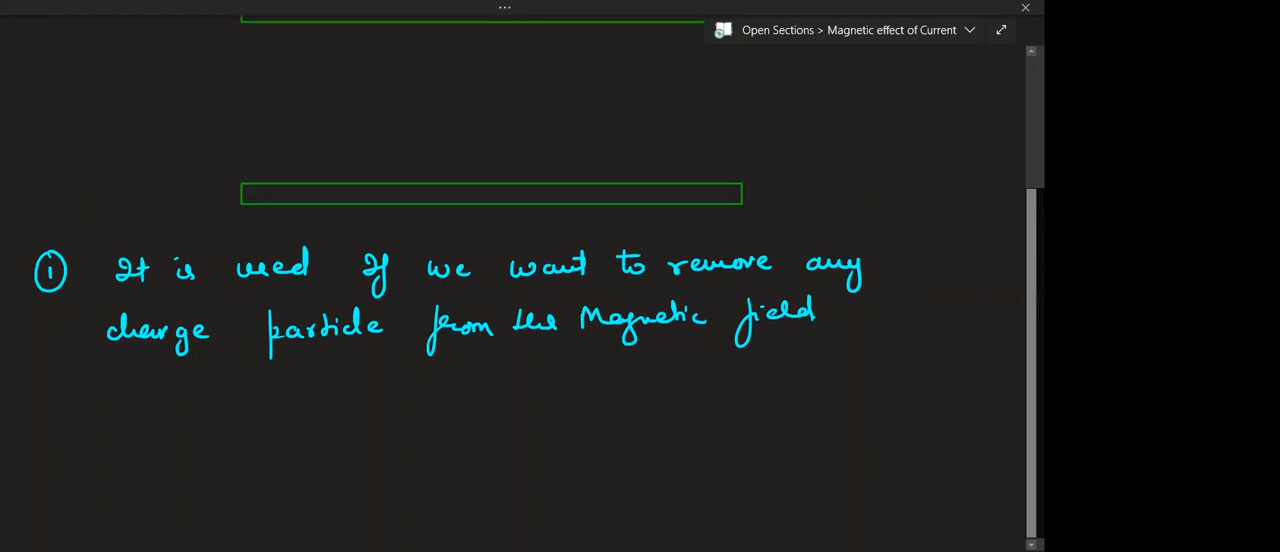 Open Sections > Magnetic effect of Current
① It is used If we want to remove any
charge particle from the Magnetic field